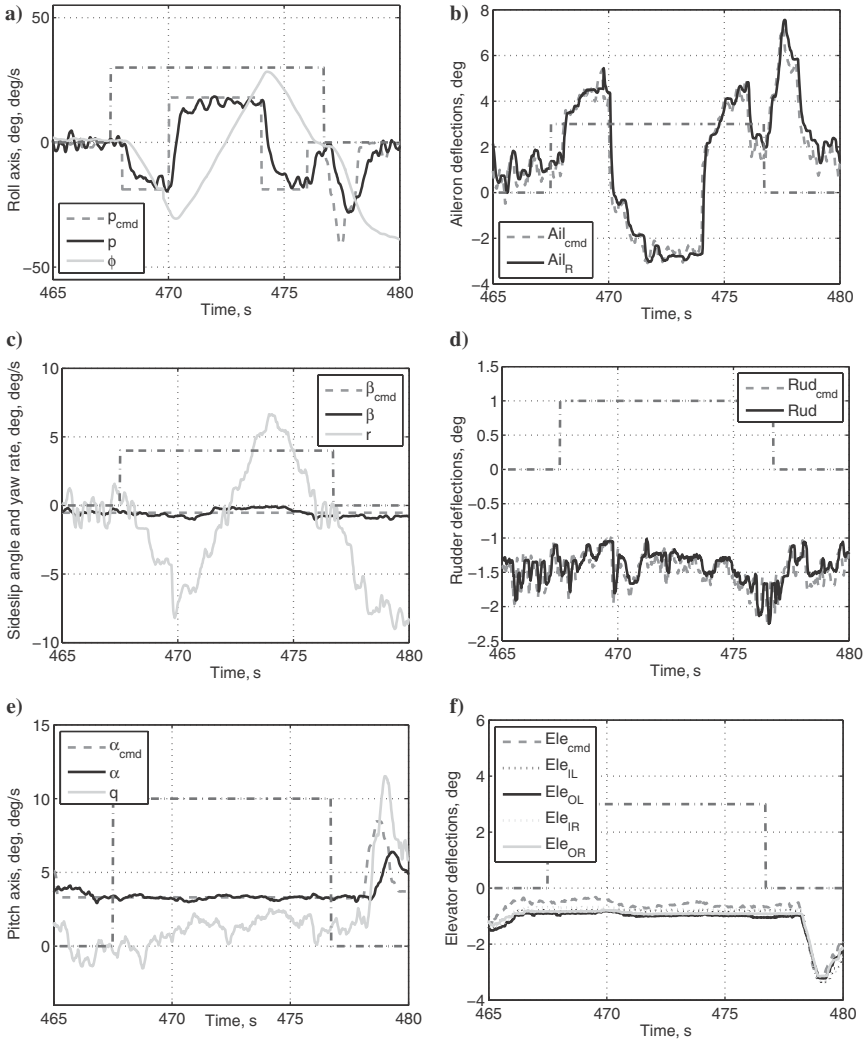 a)
50
0
−50
465
470
475
480
Roll axis, deg, deg/s
Time, s
p_cmd
p
ϕ
b)
8
6
4
2
0
−2
−4
465
470
475
480
Aileron deflections, deg
Time, s
Ail_cmd
Ail_R
c)
10
5
0
−5
−10
465
470
475
480
Sideslip angle and yaw rate, deg, deg/s
Time, s
β_cmd
β
r
d)
1.5
1
0.5
0
−0.5
−1
−1.5
−2
−2.5
465
470
475
480
Rudder deflections, deg
Time, s
Rud_cmd
Rud
e)
15
10
5
0
465
470
475
480
Pitch axis, deg, deg/s
Time, s
α_cmd
α
q
f)
6
4
2
0
−2
−4
465
470
475
480
Elevator deflections, deg
Time, s
Ele_cmd
Ele_IL
Ele_OL
Ele_IR
Ele_OR